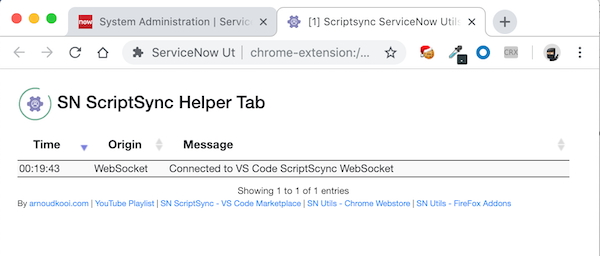 System Administration | Service
[1] Scriptsync ServiceNow Utils
ServiceNow Ut | chrome-extension:/...
CRX
now
SN ScriptSync Helper Tab
Time Origin Message
00:19:43 WebSocket Connected to VS Code ScriptScync WebSocket
Showing 1 to 1 of 1 entries
By arnoudkooi.com | YouTube Playlist | SN ScriptSync - VS Code Marketplace | SN Utils - Chrome Webstore | SN Utils - FireFox Addons